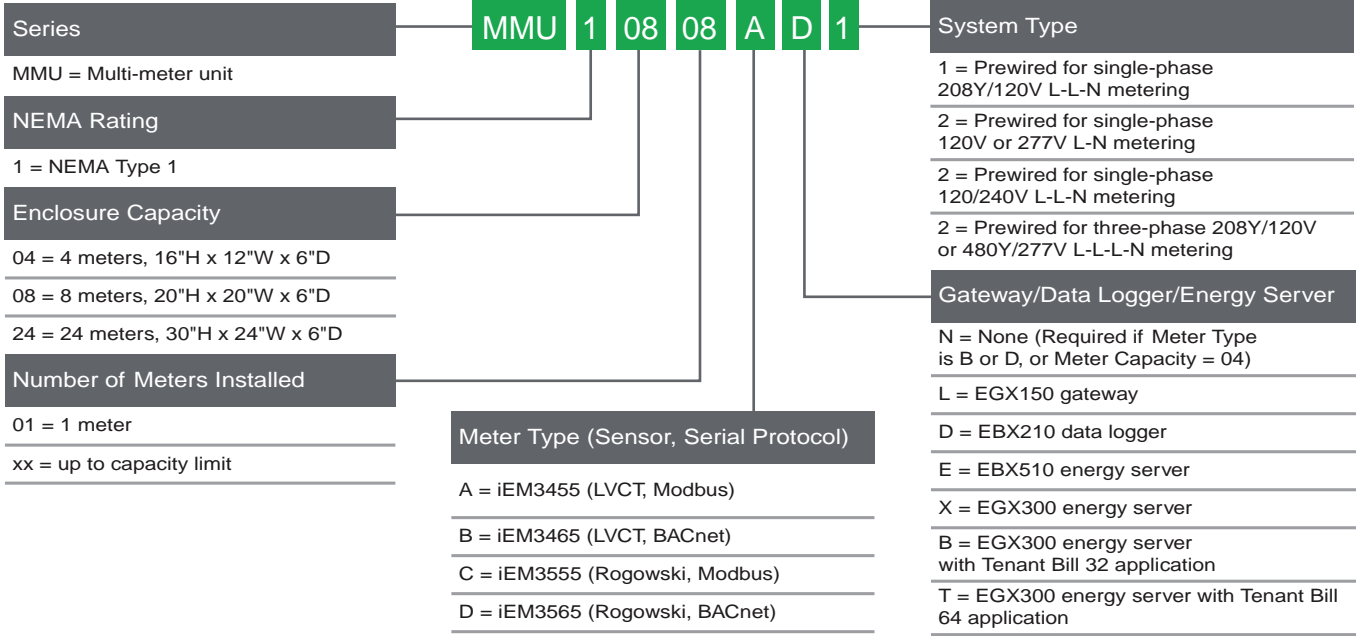 MMU 1 08 08 A D 1
Series
MMU = Multi-meter unit
NEMA Rating
1 = NEMA Type 1
Enclosure Capacity
04 = 4 meters, 16"H x 12"W x 6"D
08 = 8 meters, 20"H x 20"W x 6"D
24 = 24 meters, 30"H x 24"W x 6"D
Number of Meters Installed
01 = 1 meter
xx = up to capacity limit
Meter Type (Sensor, Serial Protocol)
A = iEM3455 (LVCT, Modbus)
B = iEM3465 (LVCT, BACnet)
C = iEM3555 (Rogowski, Modbus)
D = iEM3565 (Rogowski, BACnet)
System Type
1 = Prewired for single-phase
208Y/120V L-L-N metering
2 = Prewired for single-phase
120V or 277V L-N metering
2 = Prewired for single-phase
120/240V L-L-N metering
2 = Prewired for three-phase 208Y/120V
or 480Y/277V L-L-L-N metering
Gateway/Data Logger/Energy Server
N = None (Required if Meter Type
is B or D, or Meter Capacity = 04)
L = EGX150 gateway
D = EBX210 data logger
E = EBX510 energy server
X = EGX300 energy server
B = EGX300 energy server
with Tenant Bill 32 application
T = EGX300 energy server with Tenant Bill
64 application